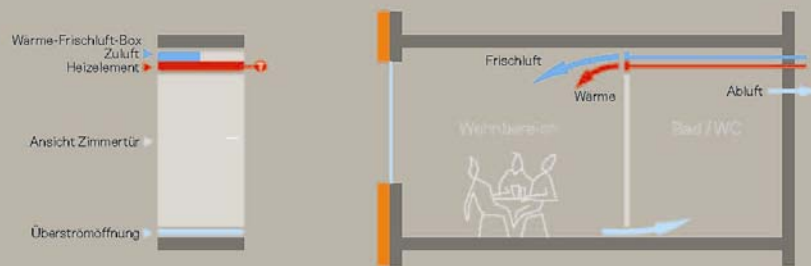 Wärme-Frischluft-Box
Zuluft
Heizelement
Ansicht Zimmertür
Überströmöffnung
Frischluft
Wärme
Abluft
Wohnbereich
Bad / WC